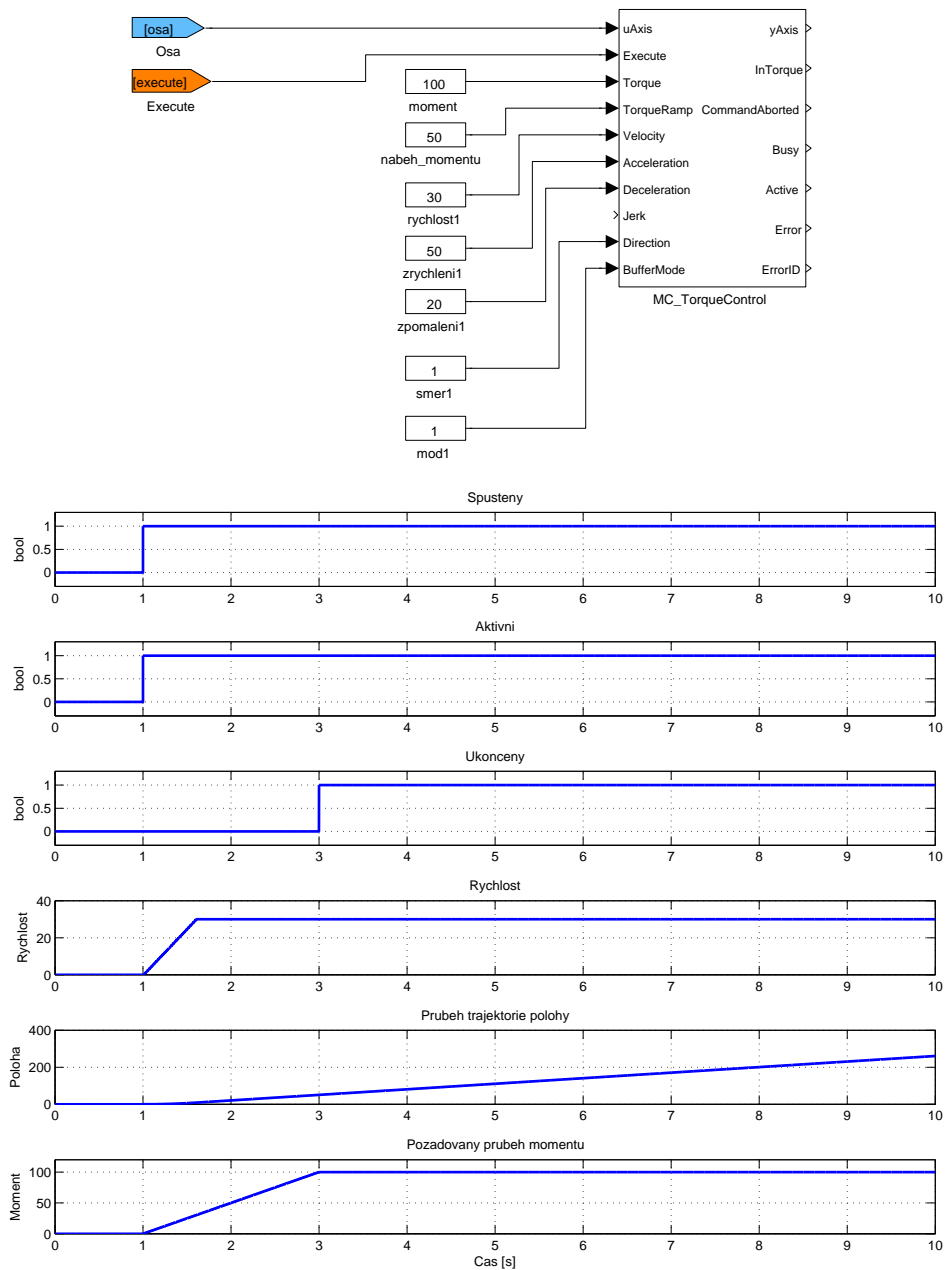 [osa]
Osa
[execute]
Execute
100
moment
50
nabeh_momentu
30
rychlost1
50
zrychleni1
20
zpomaleni1
1
smer1
1
mod1
uAxis
Execute
Torque
TorqueRamp
Velocity
Acceleration
Deceleration
Jerk
Direction
BufferMode
yAxis
InTorque
CommandAborted
Busy
Active
Error
ErrorID
MC_TorqueControl
Spusteny
bool
1
0.5
0
0 1 2 3 4 5 6 7 8 9 10
Aktivni
bool
1
0.5
0
0 1 2 3 4 5 6 7 8 9 10
Ukonceny
bool
1
0.5
0
0 1 2 3 4 5 6 7 8 9 10
Rychlost
Rychlost
40
20
0
0 1 2 3 4 5 6 7 8 9 10
Prubeh trajektorie polohy
Poloha
400
200
0
0 1 2 3 4 5 6 7 8 9 10
Pozadovany prubeh momentu
Moment
100
50
0
0 1 2 3 4 5 6 7 8 9 10
Cas [s]